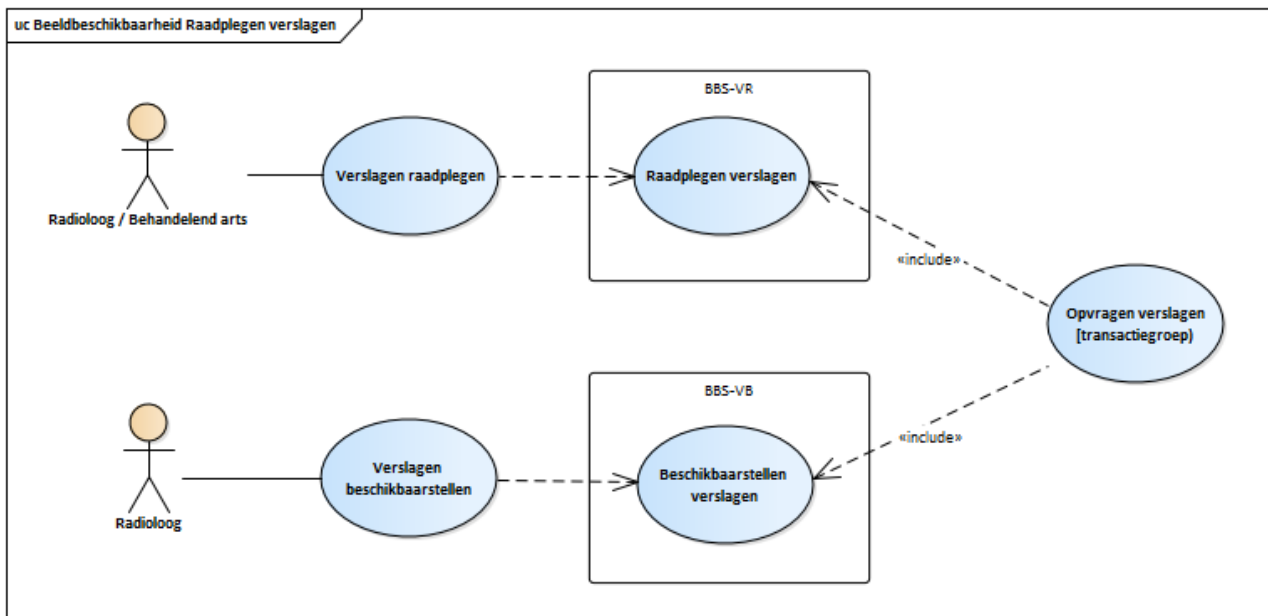 uc Beeldbeschikbaarheid Raadplegen verslagen
BBS-VR
Verslagen raadplegen
Raadplegen verslagen
Radioloog / Behandelend arts
«include»
Opvragen verslagen
[transactiegroep)
BBS-VB
«include»
Verslagen
beschikbaarstellen
Beschikbaarstellen
verslagen
Radioloog